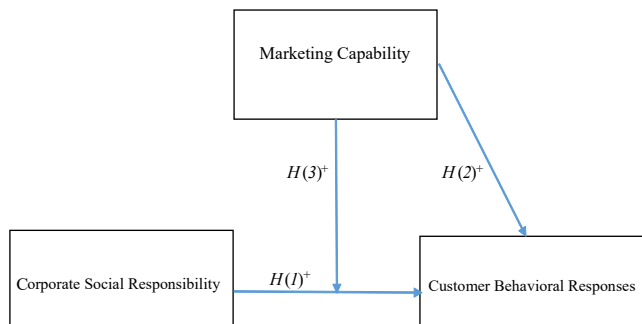 Marketing Capability
H(3)+
H(2)+
Corporate Social Responsibility
H(1)+
Customer Behavioral Responses